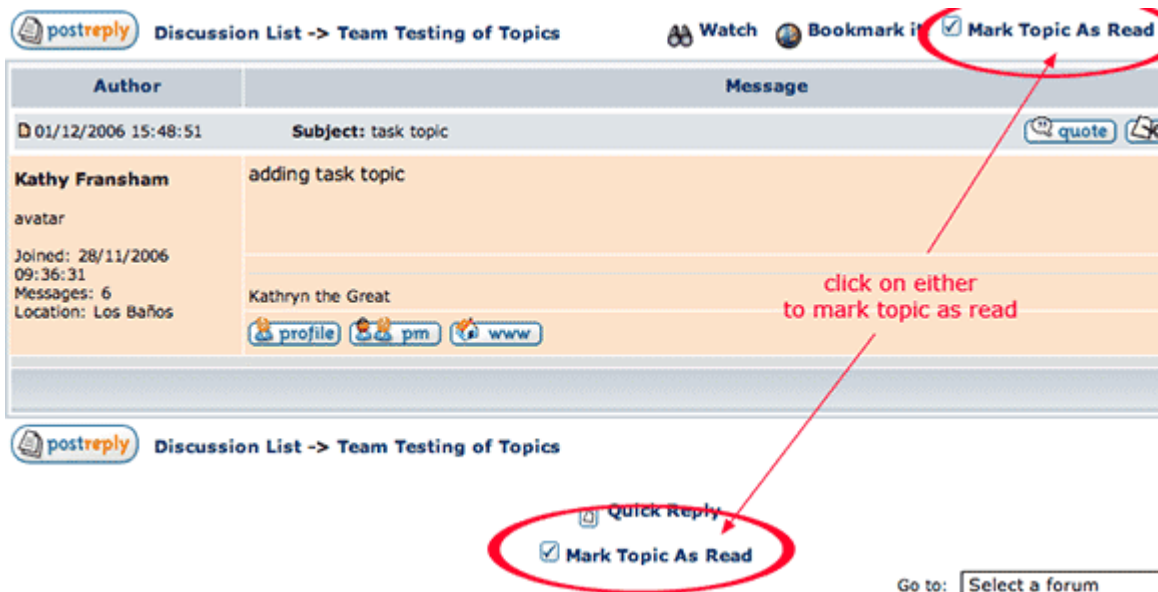 postreply Discussion List -> Team Testing of Topics Watch Bookmark it Mark Topic As Read
Author Message
01/12/2006 15:48:51 Subject: task topic quote
Kathy Fransham adding task topic
avatar
Joined: 28/11/2006
09:36:31
Messages: 6
Location: Los Baños
Kathryn the Great
profile pm www
click on either
to mark topic as read
postreply Discussion List -> Team Testing of Topics
Quick Reply
Mark Topic As Read
Go to: Select a forum